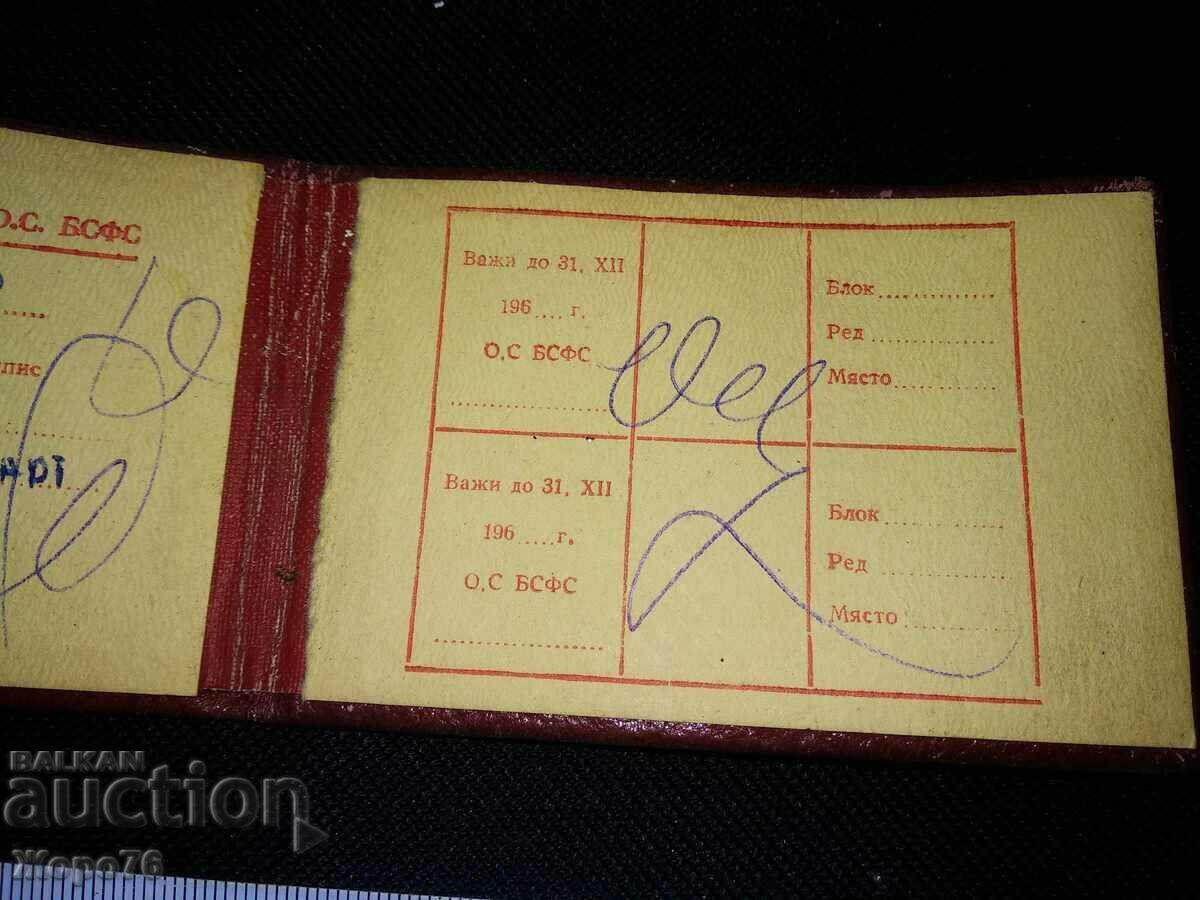 О.С. БСФС
пис
АРТ
Важи до 31, XII
196 .... г.
О.С БСФС
Блок
Ред
Място
Важи до 31, XII
196 ..... г.
О.С БСФС
Блок
Ред
Място
BALKAN
auction
Жоро76